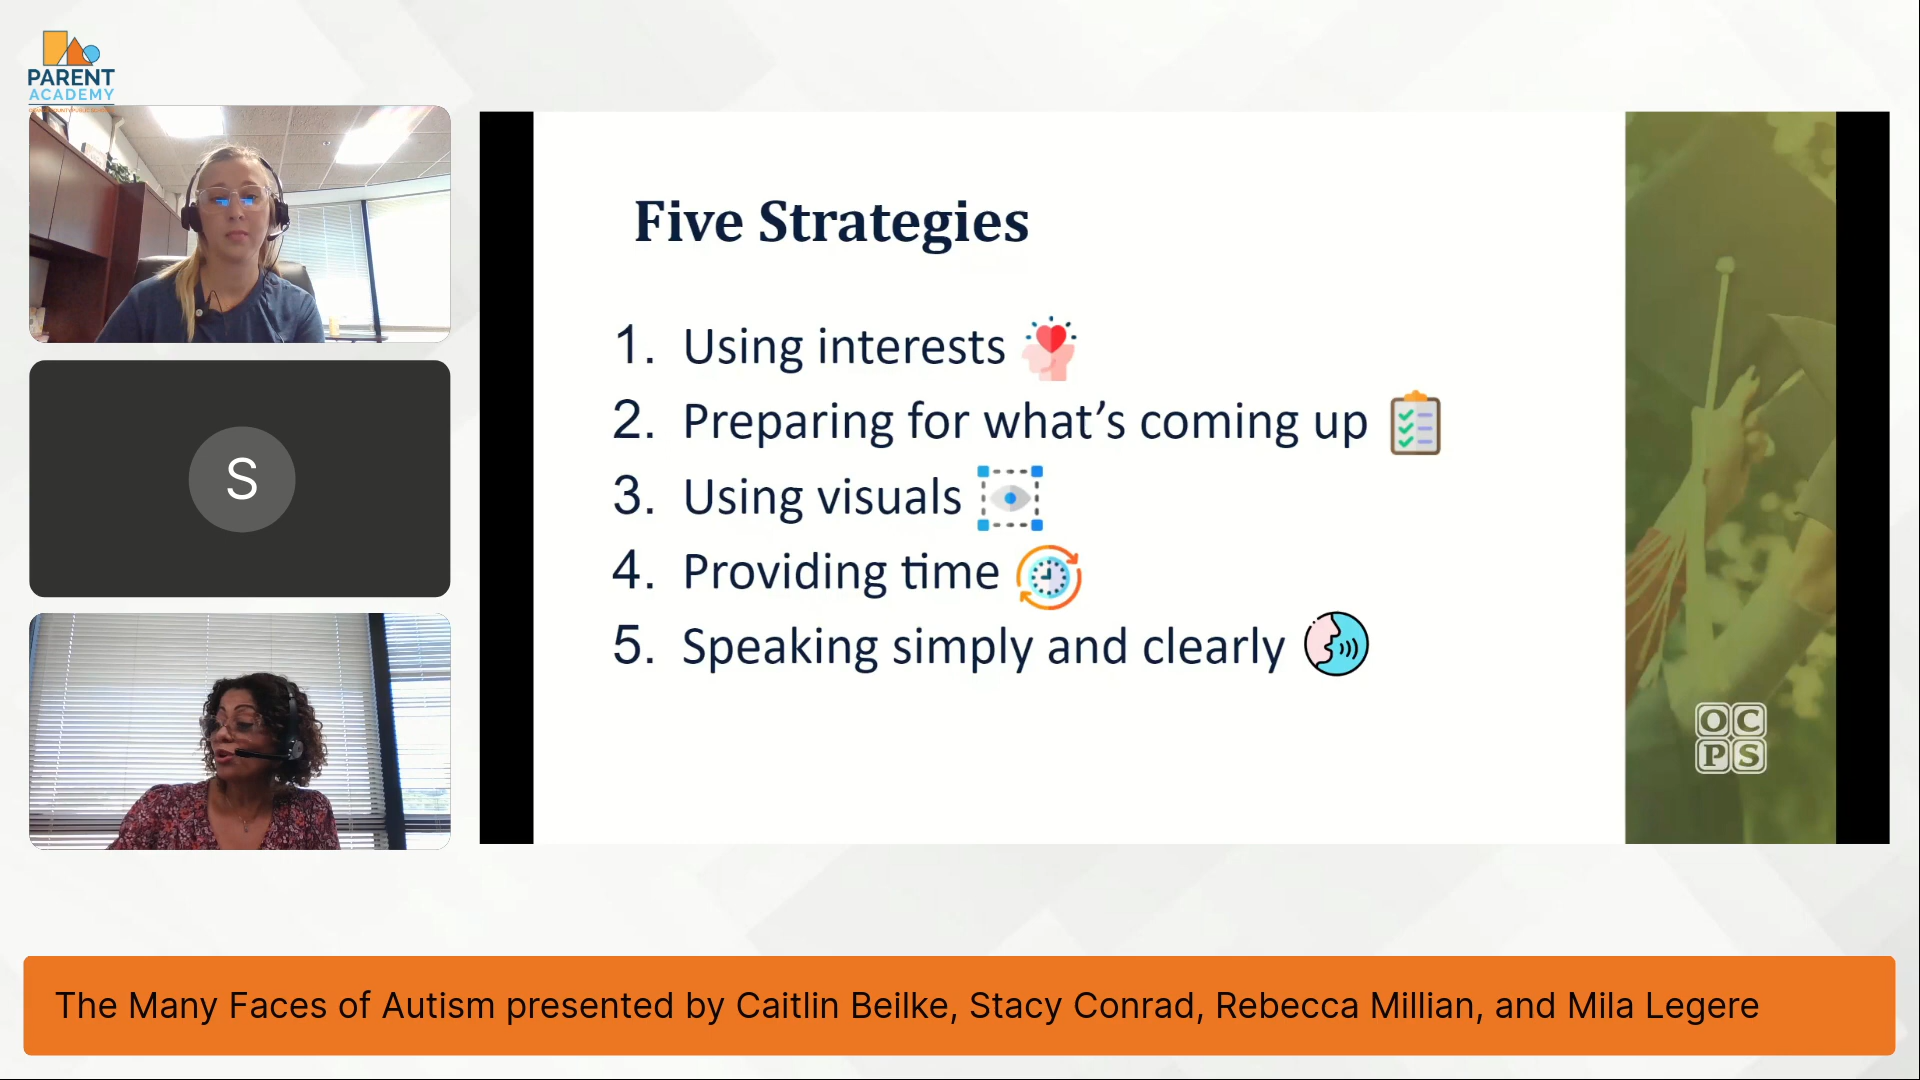 PARENT
ACADEMY
S
Five Strategies
1. Using interests
2. Preparing for what’s coming up
3. Using visuals
4. Providing time
5. Speaking simply and clearly
OC
PS
The Many Faces of Autism presented by Caitlin Beilke, Stacy Conrad, Rebecca Millian, and Mila Legere